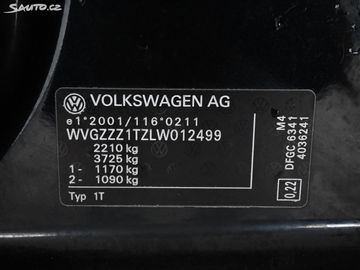 Sauto.cz
VOLKSWAGEN AG
e1*2001/116*0211
WVGZZZ1TZLW012499
2210 kg
3725 kg
1- 1170 kg
2- 1090 kg
Typ 1T
M4
DFGC 6341
4036241
0,22